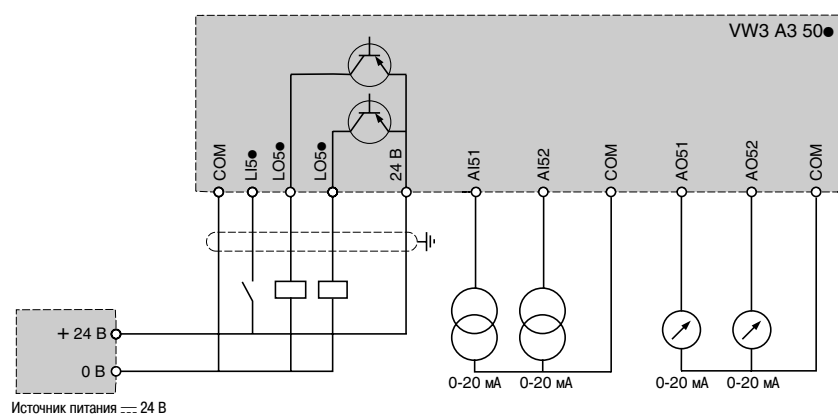 VW3 A3 50●
COM
LI5●
LO5●
LO5●
24 В
AI51
AI52
COM
AO51
AO52
COM
+ 24 В
0 В
0-20 мА
0-20 мА
0-20 мА
0-20 мА
Источник питания ⎓ 24 В